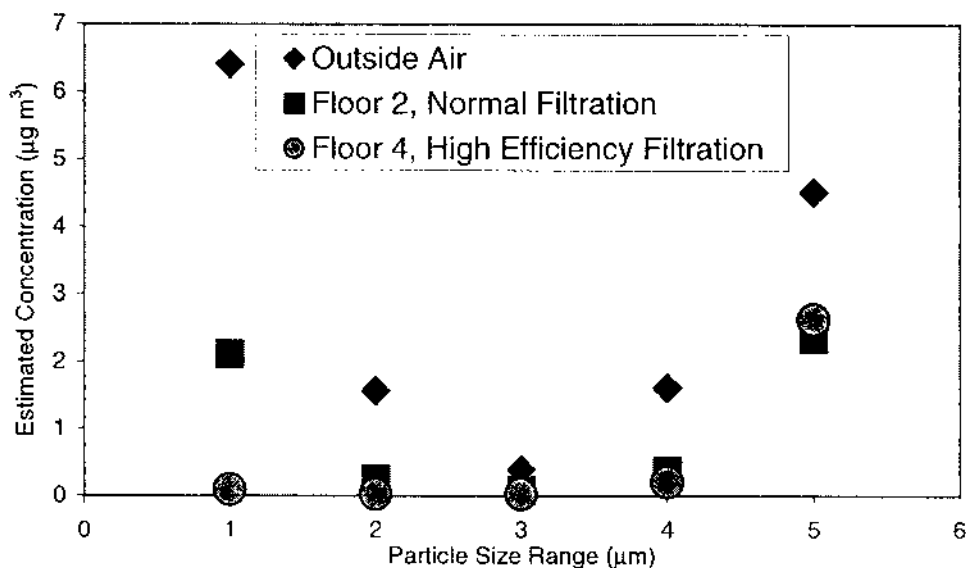 7
6
5
4
3
2
1
0
Estimated Concentration (µg m³)
Outside Air
Floor 2, Normal Filtration
Floor 4, High Efficiency Filtration
0 1 2 3 4 5 6
Particle Size Range (µm)